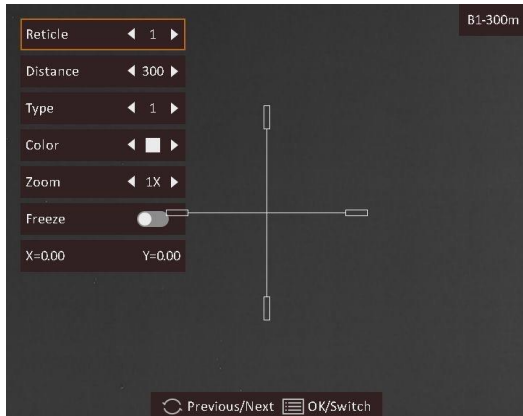 B1-300m
Reticle 1
Distance 300
Type 1
Color
Zoom 1X
Freeze
X=0.00 Y=0.00
Previous/Next OK/Switch